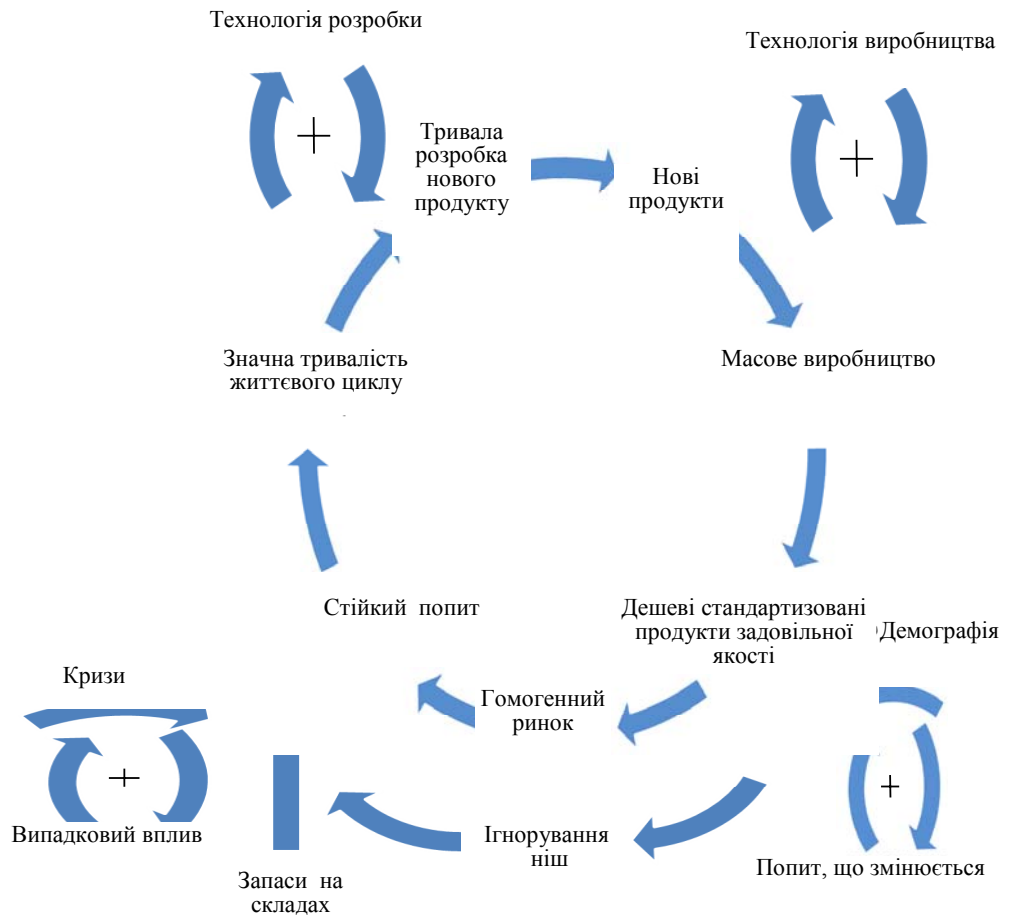 Технологія розробки
Технологія виробництва
Тривала
розробка
нового
продукту
Нові
продукти
Значна тривалість
життєвого циклу
Масове виробництво
Стійкий попит
Дешеві стандартизовані
продукти задовільної
якості
Демографія
Кризи
Гомогенний
ринок
Випадковий вплив
Ігнорування
ніш
Попит, що змінюється
Запаси на
складах